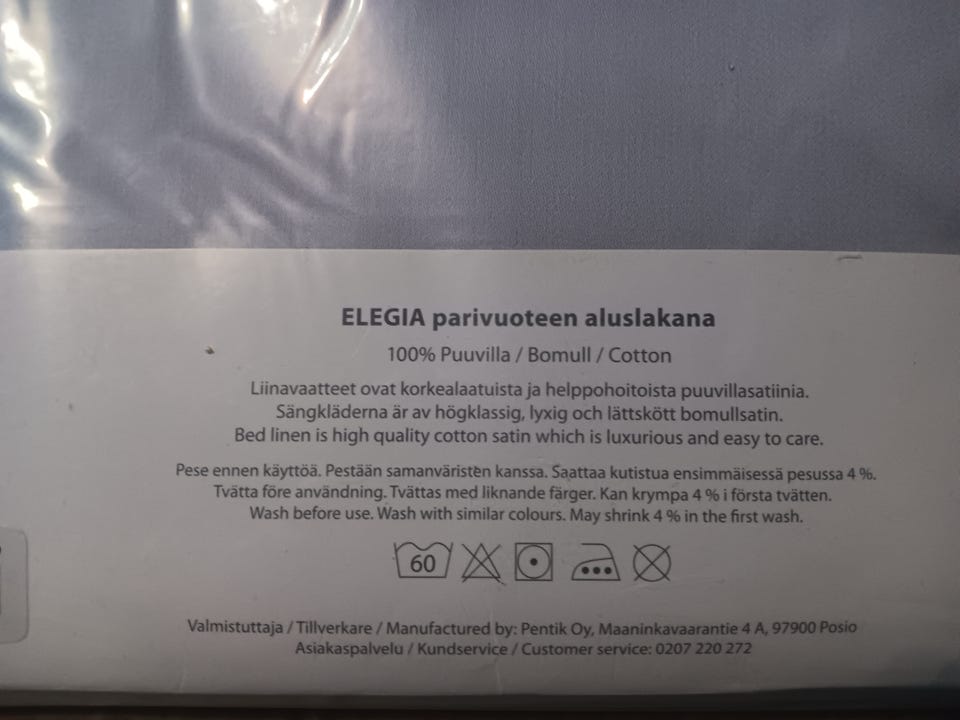 ELEGIA parivuoteen aluslakana
100% Puuvilla / Bomull / Cotton
Liinavaatteet ovat korkealaatuista ja helppohoitoista puuvillasatiinia.
Sängkläderna är av högklassig, lyxig och lättskött bomullsatin.
Bed linen is high quality cotton satin which is luxurious and easy to care.
Pese ennen käyttöä. Pestään samanväristen kanssa. Saattaa kutistua ensimmäisessä pesussa 4 %.
Tvätta före användning. Tvättas med liknande färger. Kan krympa 4 % i första tvätten.
Wash before use. Wash with similar colours. May shrink 4 % in the first wash.
60
Valmistuttaja / Tillverkare / Manufactured by: Pentik Oy, Maaninkavaarantie 4 A, 97900 Posio
Asiakaspalvelu / Kundservice / Customer service: 0207 220 272